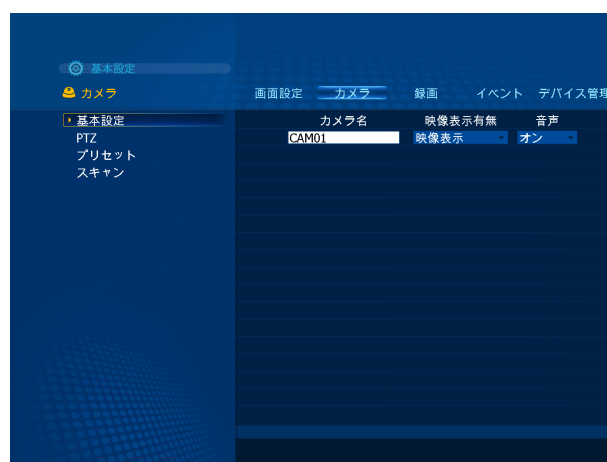 基本設定
カメラ
画面設定 カメラ 録画 イベント デバイス管理
基本設定
PTZ
プリセット
スキャン
カメラ名 映像表示有無 音声
CAM01 映像表示 オン